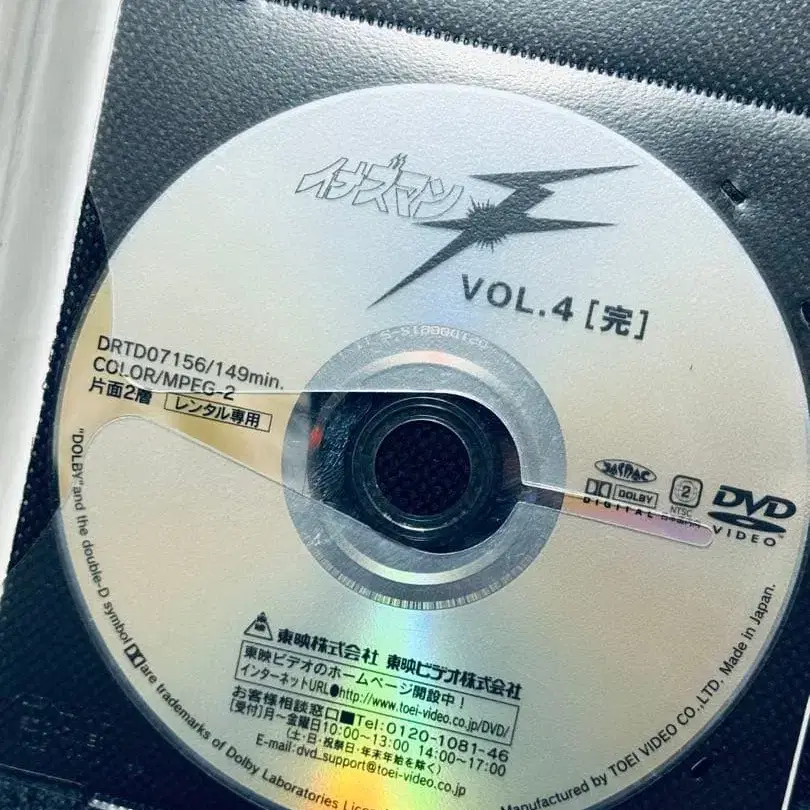 イナズマンF
VOL.4［完］
DRTD07156/149min.
COLOR/MPEG-2
片面2層 レンタル専用
JASRAC
DOLBY
DIGITAL
2
NTSC
日本国内向
DVD
VIDEO
東映株式会社 東映ビデオ株式会社
東映ビデオのホームページ開設中！
インターネットURL●http://www.toei-video.co.jp/DVD/
お客様相談窓口■Tel:0120-1081-46
[受付]月～金曜日10:00～13:00 14:00～17:00
（土・日・祝祭日・年末年始を除く）
E-mail:dvd_support@toei-video.co.jp
"DOLBY"and the double-D symbol are trademarks of Dolby Laboratories
Manufactured by TOEI VIDEO CO.,LTD. Made in Japan.